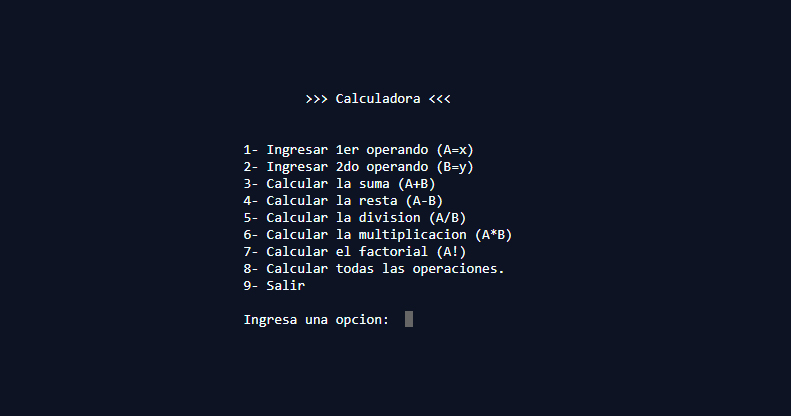 >>> Calculadora <<<
1- Ingresar 1er operando (A=x)
2- Ingresar 2do operando (B=y)
3- Calcular la suma (A+B)
4- Calcular la resta (A-B)
5- Calcular la division (A/B)
6- Calcular la multiplicacion (A*B)
7- Calcular el factorial (A!)
8- Calcular todas las operaciones.
9- Salir
Ingresa una opcion: